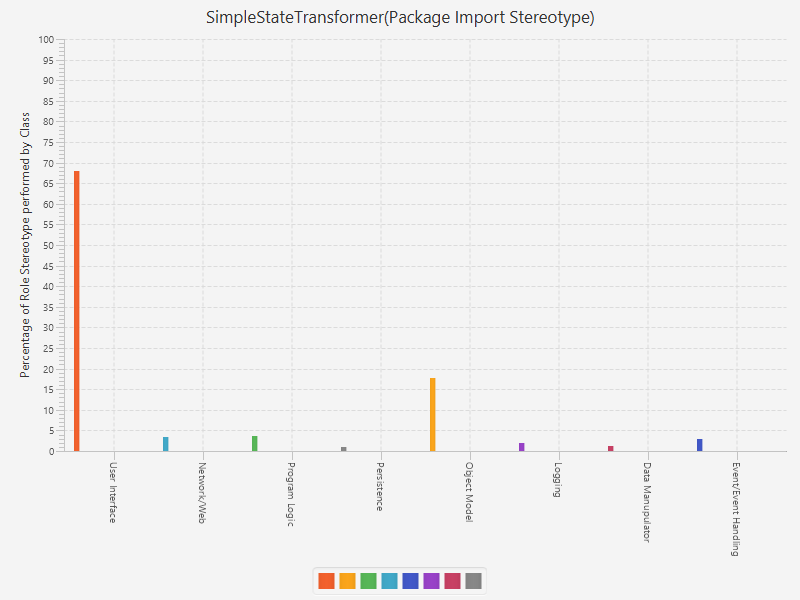 SimpleStateTransformer(Package Import Stereotype)
Percentage of Role Stereotype performed by Class
100
95
90
85
80
75
70
65
60
55
50
45
40
35
30
25
20
15
10
5
0
User Interface
Network/Web
Program Logic
Persistence
Object Model
Logging
Data Manupulator
Event/Event Handling